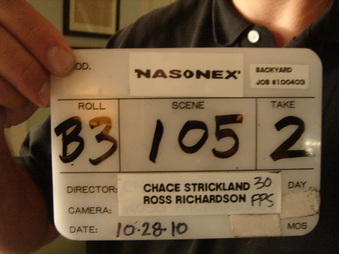 OD.
"NASONEX"
BACKYARD
JOB #100403
ROLL SCENE TAKE
B3 105 2
DIRECTOR: CHACE STRICKLAND 30 DAY
CAMERA: ROSS RICHARDSON FPS
DATE: 10-28-10 MOS